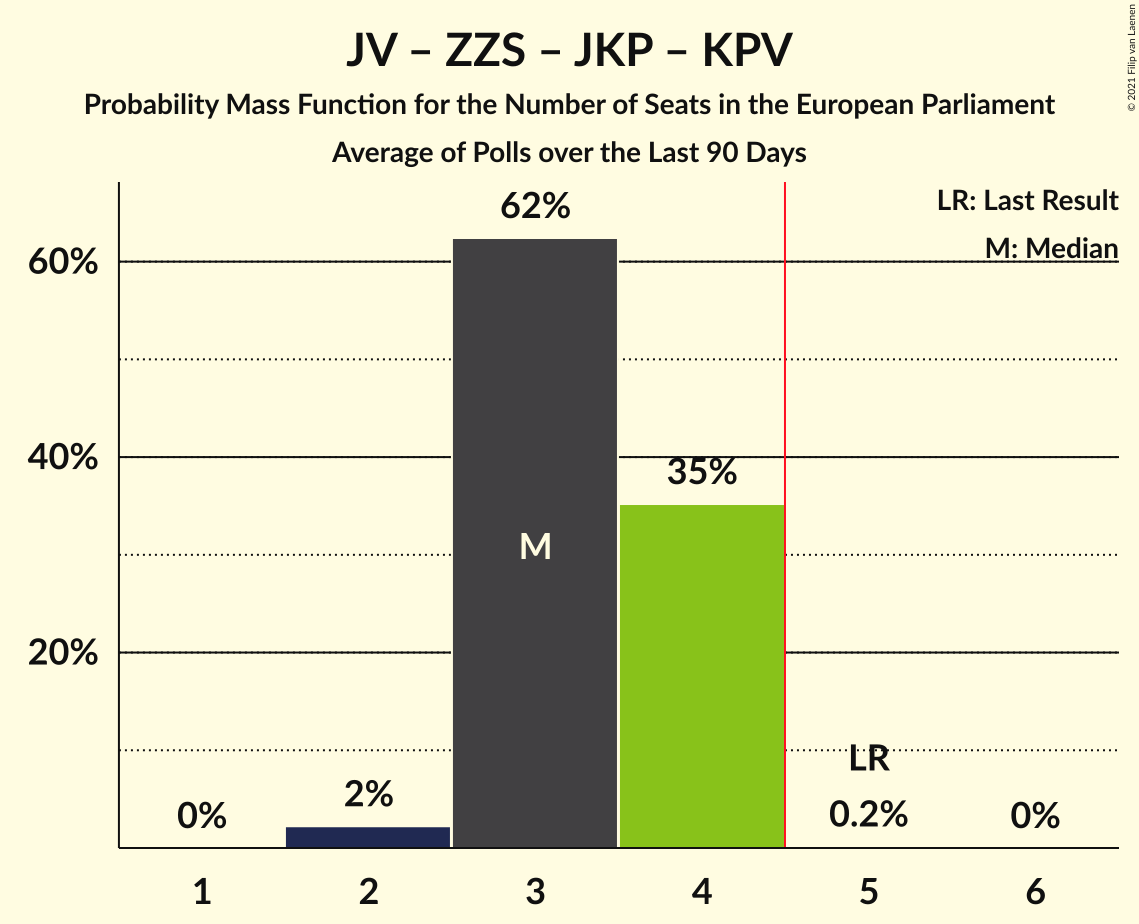 JV – ZZS – JKP – KPV
Probability Mass Function for the Number of Seats in the European Parliament
Average of Polls over the Last 90 Days
© 2021 Filip van Laenen
LR: Last Result
M: Median
62%
60%
40%
35%
M
20%
LR
2%
0%
0.2%
0%
1 2 3 4 5 6